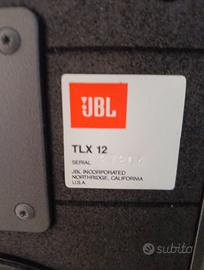 JBL
TLX 12
SERIAL
JBL INCORPORATED
NORTHRIDGE, CALIFORNIA
U.S.A.
subito